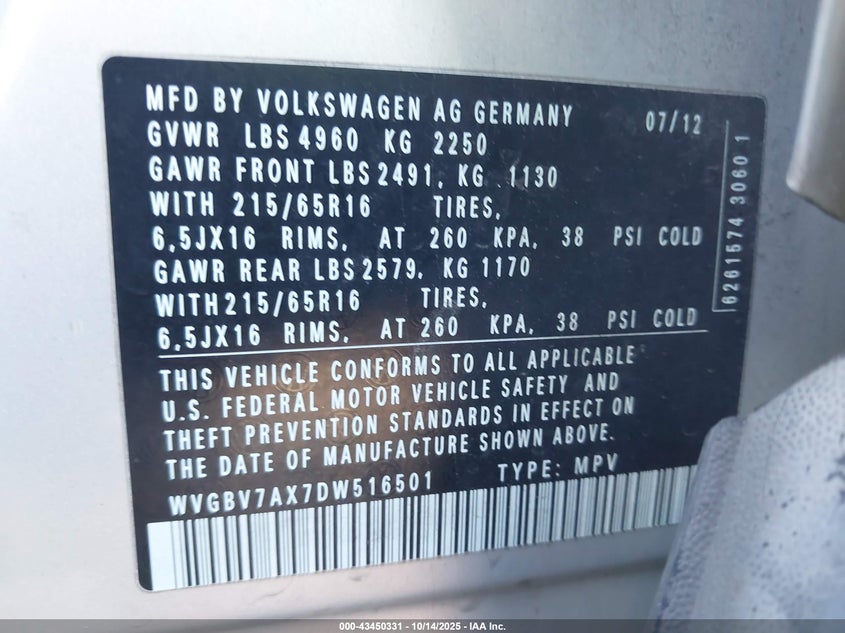 MFD BY VOLKSWAGEN AG GERMANY 07/12
GVWR LBS 4960 KG 2250
GAWR FRONT LBS 2491, KG 1130
WITH 215/65R16 TIRES,
6,5JX16 RIMS, AT 260 KPA, 38 PSI COLD
GAWR REAR LBS 2579, KG 1170
WITH 215/65R16 TIRES,
6,5JX16 RIMS, AT 260 KPA, 38 PSI COLD
6261574 3060 1
THIS VEHICLE CONFORMS TO ALL APPLICABLE
U.S. FEDERAL MOTOR VEHICLE SAFETY AND
THEFT PREVENTION STANDARDS IN EFFECT ON
THE DATE OF MANUFACTURE SHOWN ABOVE.
WVGBV7AX7DW516501 TYPE: MPV
000-43450331 | 10/14/2025 | IAA Inc.